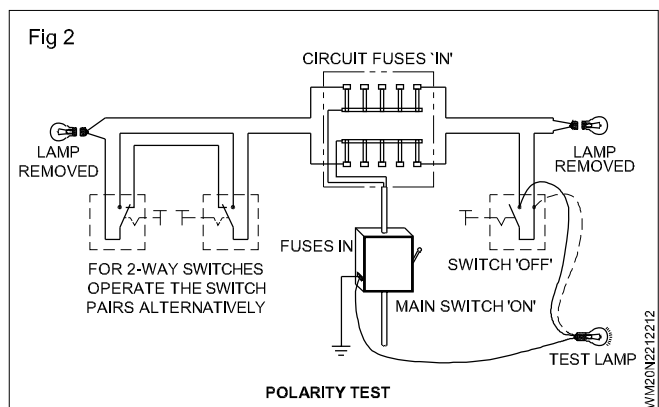 Fig 2
CIRCUIT FUSES `IN'
LAMP
REMOVED
LAMP
REMOVED
FUSES IN
SWITCH 'OFF'
FOR 2-WAY SWITCHES
OPERATE THE SWITCH
PAIRS ALTERNATIVELY
MAIN SWITCH 'ON'
TEST LAMP
POLARITY TEST
WM20N2212212